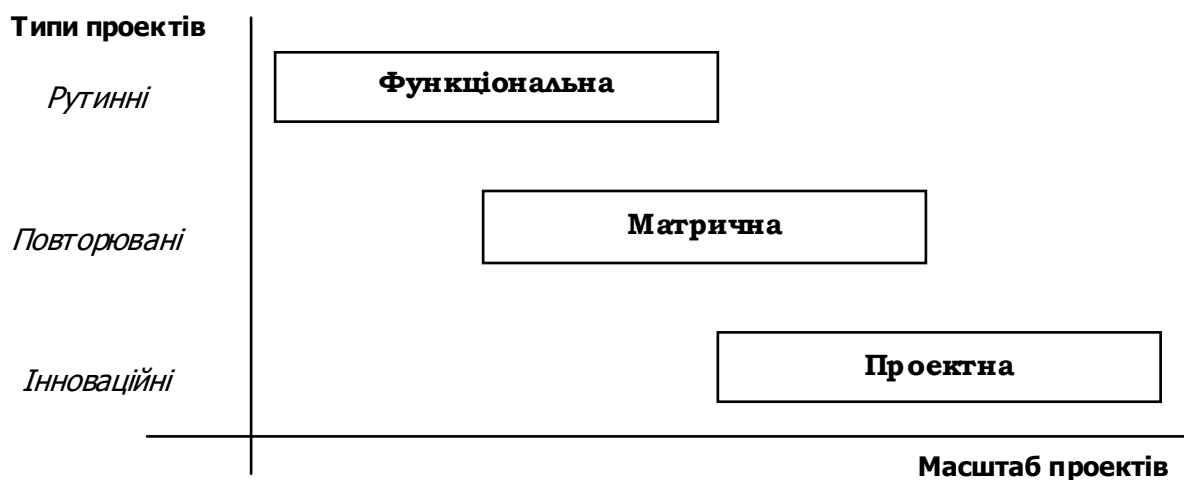 Типи проектів
Рутинні
Функціональна
Повторювані
Матрична
Інноваційні
Проектна
Масштаб проектів